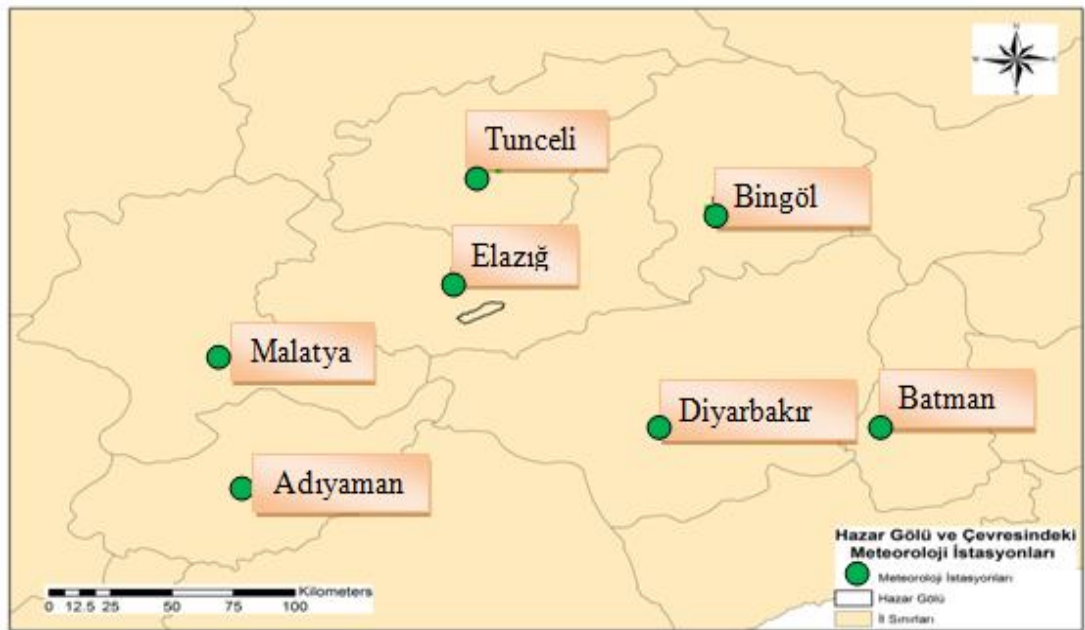 Tunceli
Bingöl
Elazığ
Malatya
Diyarbakır
Batman
Adıyaman
Hazar Gölü ve Çevresindeki
Meteoroloji İstasyonları
Meteoroloji İstasyonları
Hazar Gölü
İl Sınırları
Kilometers
0 12.5 25 50 75 100